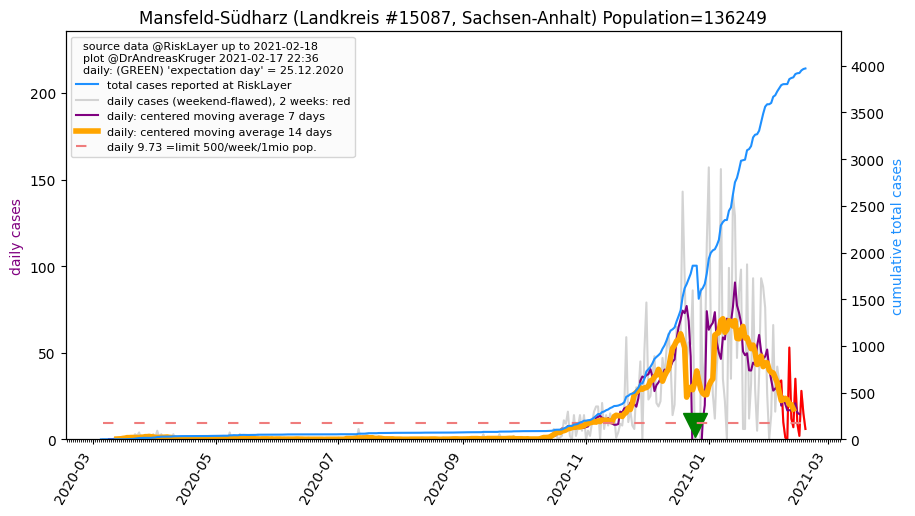 Mansfeld-Südharz (Landkreis #15087, Sachsen-Anhalt) Population=136249
source data @RiskLayer up to 2021-02-18
plot @DrAndreasKruger 2021-02-17 22:36
daily: (GREEN) 'expectation day' = 25.12.2020
total cases reported at RiskLayer
daily cases (weekend-flawed), 2 weeks: red
daily: centered moving average 7 days
daily: centered moving average 14 days
daily 9.73 =limit 500/week/1mio pop.
daily cases
200
150
100
50
0
4000
3500
3000
2500
2000
1500
1000
500
0
cumulative total cases
2020-03
2020-05
2020-07
2020-09
2020-11
2021-01
2021-03